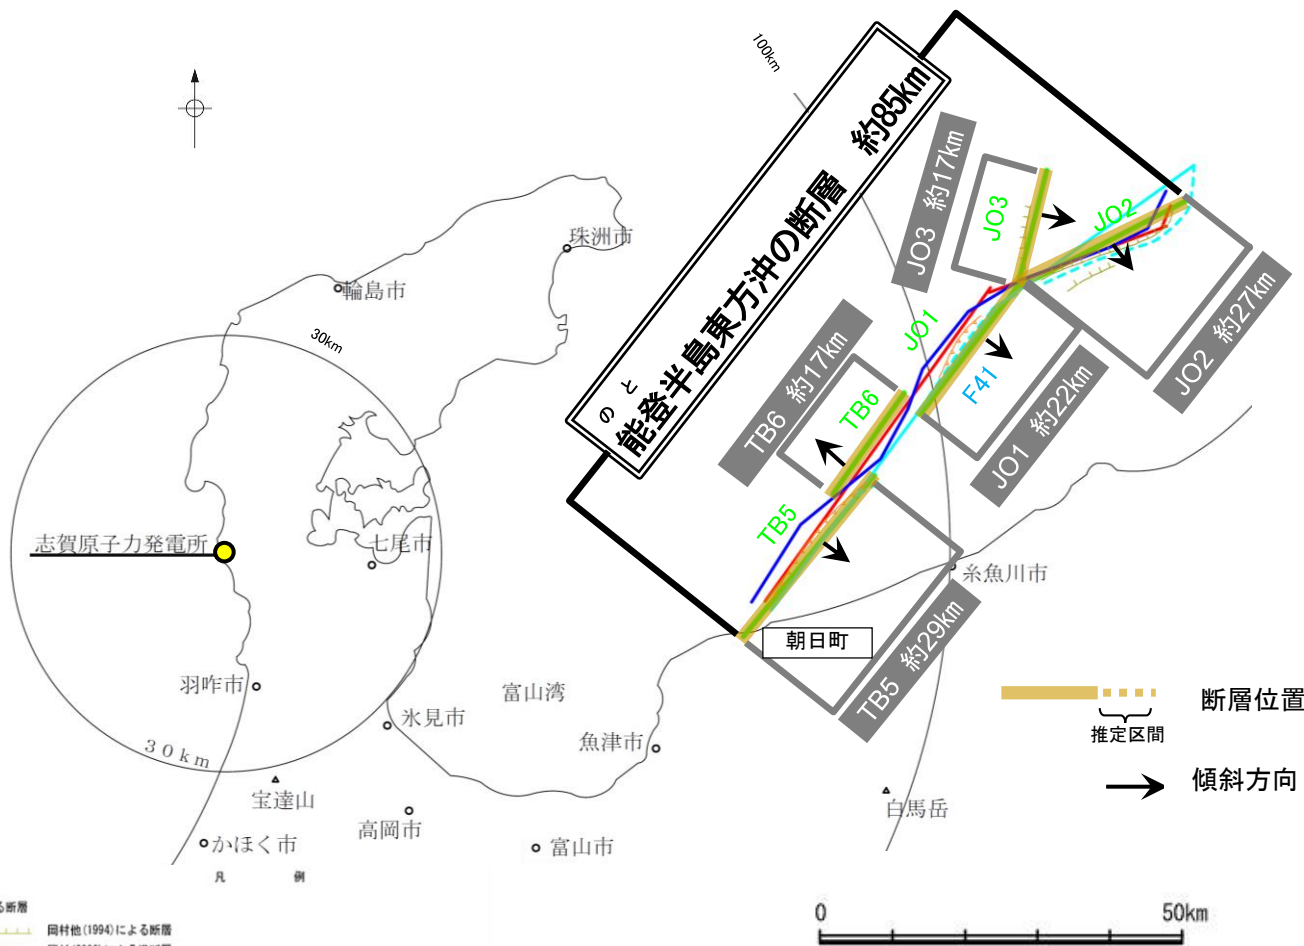 100km
のと
能登半島東方沖の断層 約85km
JO3 約17km
JO3
JO2
JO2 約27km
珠洲市
輪島市
30km
JO1
TB6 約17km
TB6
F41
JO1 約22km
TB5
志賀原子力発電所
七尾市
糸魚川市
朝日町
TB5 約29km
羽咋市
富山湾
氷見市
魚津市
断層位置
推定区間
30km
傾斜方向
宝達山
白馬岳
高岡市
かほく市
富山市
凡 例
る断層
岡村他(1994)による断層
0 50km